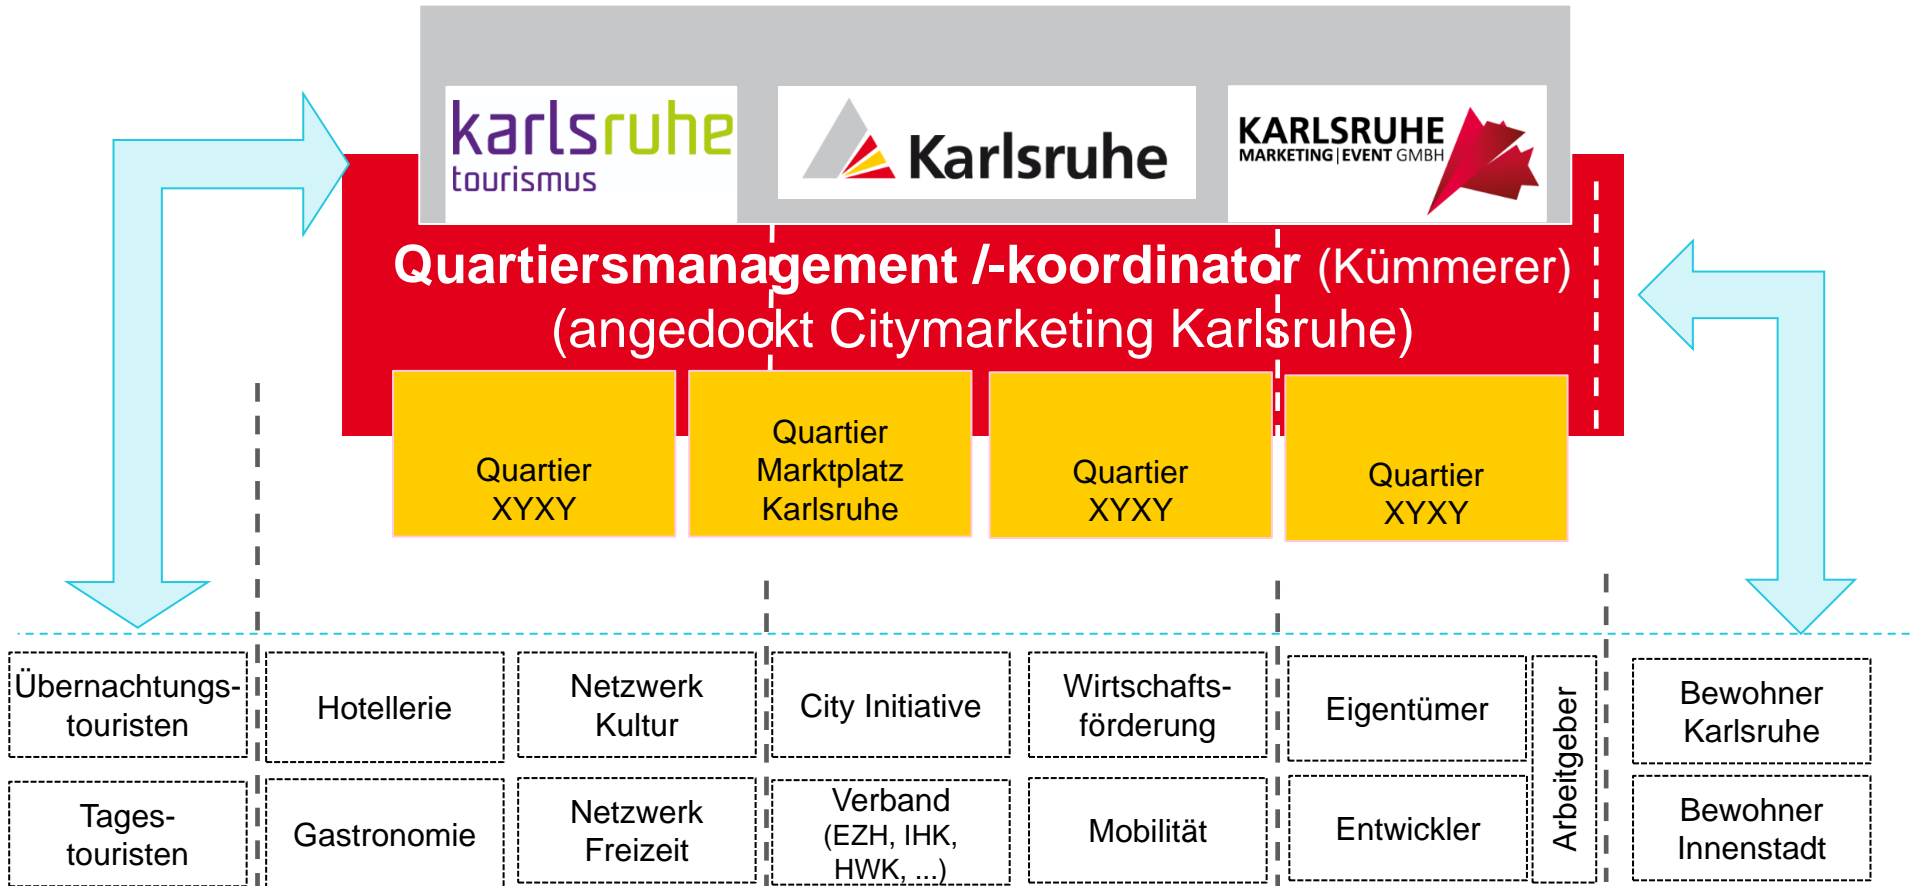 karlsruhe
tourismus
Karlsruhe
KARLSRUHE
MARKETING|EVENT GMBH
Quartiersmanagement /-koordinator (Kümmerer)
(angedockt Citymarketing Karlsruhe)
Quartier
XYXY
Quartier
Marktplatz
Karlsruhe
Quartier
XYXY
Quartier
XYXY
Übernachtungs-
touristen
Hotellerie
Netzwerk
Kultur
City Initiative
Wirtschafts-
förderung
Eigentümer
Arbeitgeber
Bewohner
Karlsruhe
Tages-
touristen
Gastronomie
Netzwerk
Freizeit
Verband
(EZH, IHK,
HWK, ...)
Mobilität
Entwickler
Bewohner
Innenstadt